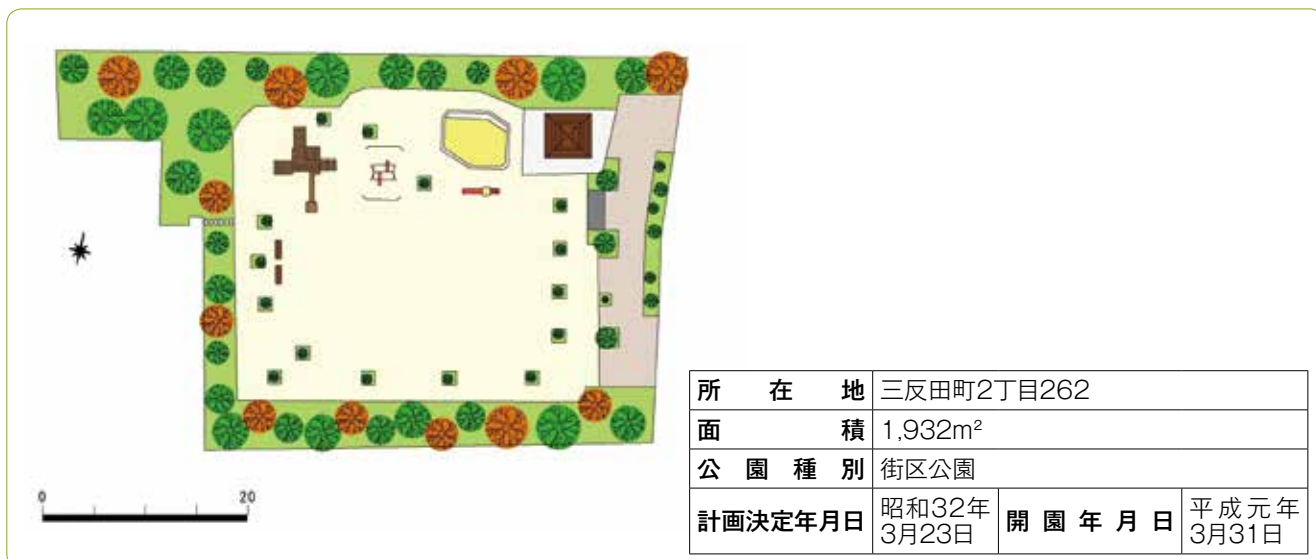 0 20
所在地 三反田町2丁目262
面積 1,932m²
公園種別 街区公園
計画決定年月日 昭和32年3月23日 開園年月日 平成元年3月31日